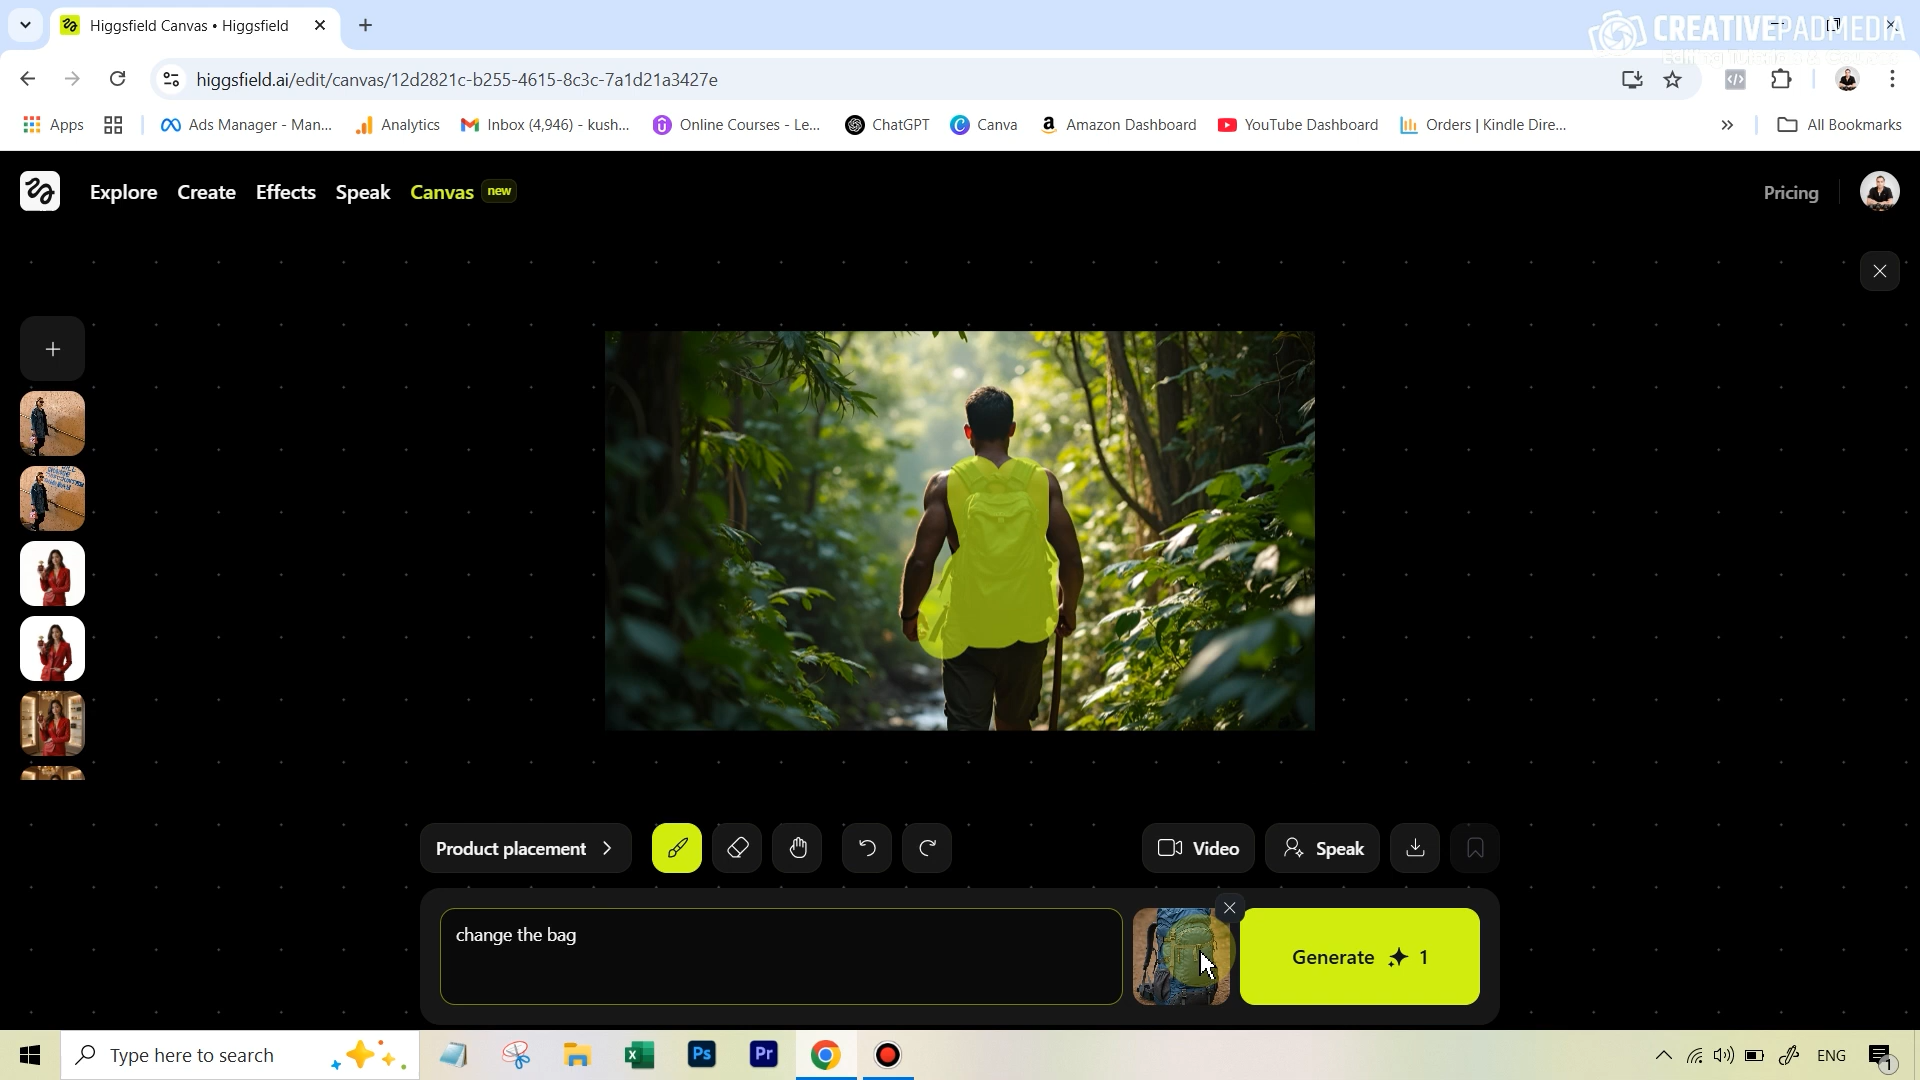 Higgsfield Canvas • Higgsfield
CREATIVEPADMEDIA
higgsfield.ai/edit/canvas/12d2821c-b255-4615-8c3c-7a1d21a3427e
Apps
Ads Manager - Man...
Analytics
Inbox (4,946) - kush...
Online Courses - Le...
ChatGPT
Canva
Amazon Dashboard
YouTube Dashboard
Orders | Kindle Dire...
All Bookmarks
Explore
Create
Effects
Speak
Canvas
new
Pricing
Product placement
Video
Speak
change the bag
Generate 1
Type here to search
Ps
Pr
ENG
1